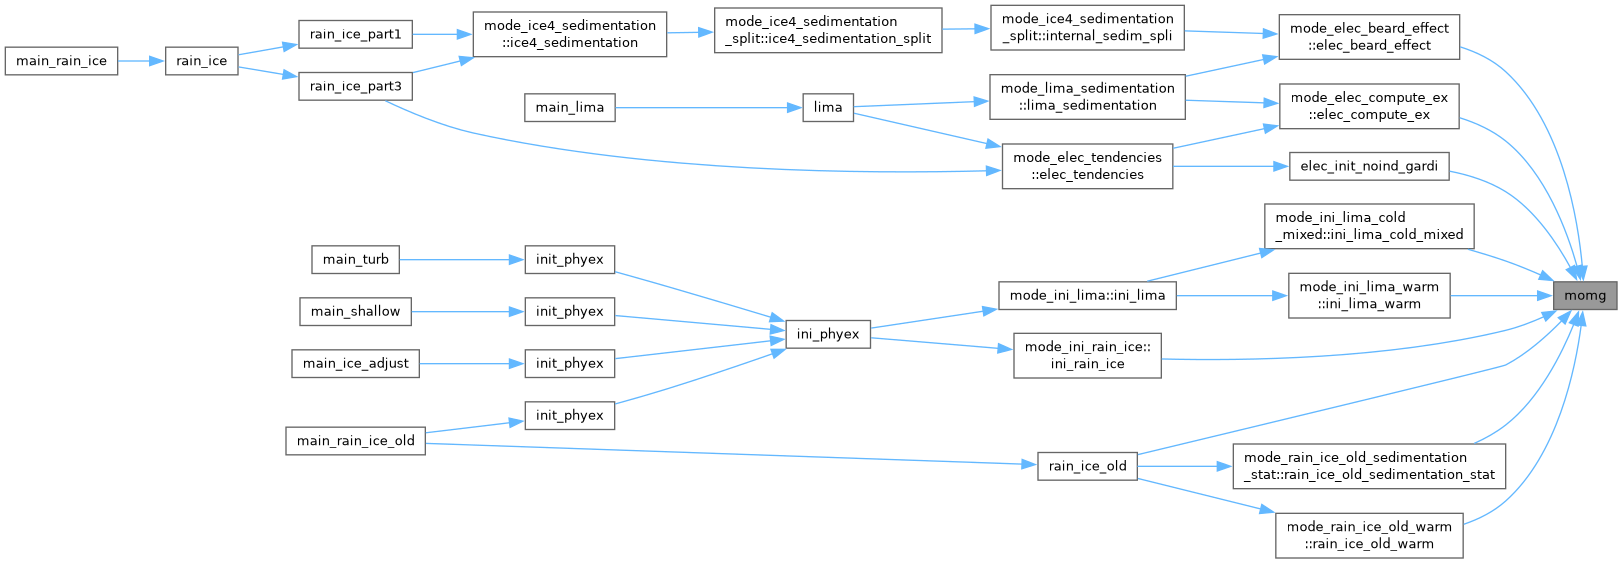 main_rain_ice
rain_ice
rain_ice_part1
rain_ice_part3
mode_ice4_sedimentation
::ice4_sedimentation
mode_ice4_sedimentation
_split::ice4_sedimentation_split
mode_ice4_sedimentation
_split::internal_sedim_spli
mode_elec_beard_effect
::elec_beard_effect
main_lima
lima
mode_lima_sedimentation
::lima_sedimentation
mode_elec_compute_ex
::elec_compute_ex
mode_elec_tendencies
::elec_tendencies
elec_init_noind_gardi
mode_ini_lima_cold
_mixed::ini_lima_cold_mixed
main_turb
init_phyex
main_shallow
init_phyex
main_ice_adjust
init_phyex
main_rain_ice_old
init_phyex
ini_phyex
mode_ini_lima::ini_lima
mode_ini_lima_warm
::ini_lima_warm
momg
mode_ini_rain_ice::
ini_rain_ice
rain_ice_old
mode_rain_ice_old_sedimentation
_stat::rain_ice_old_sedimentation_stat
mode_rain_ice_old_warm
::rain_ice_old_warm